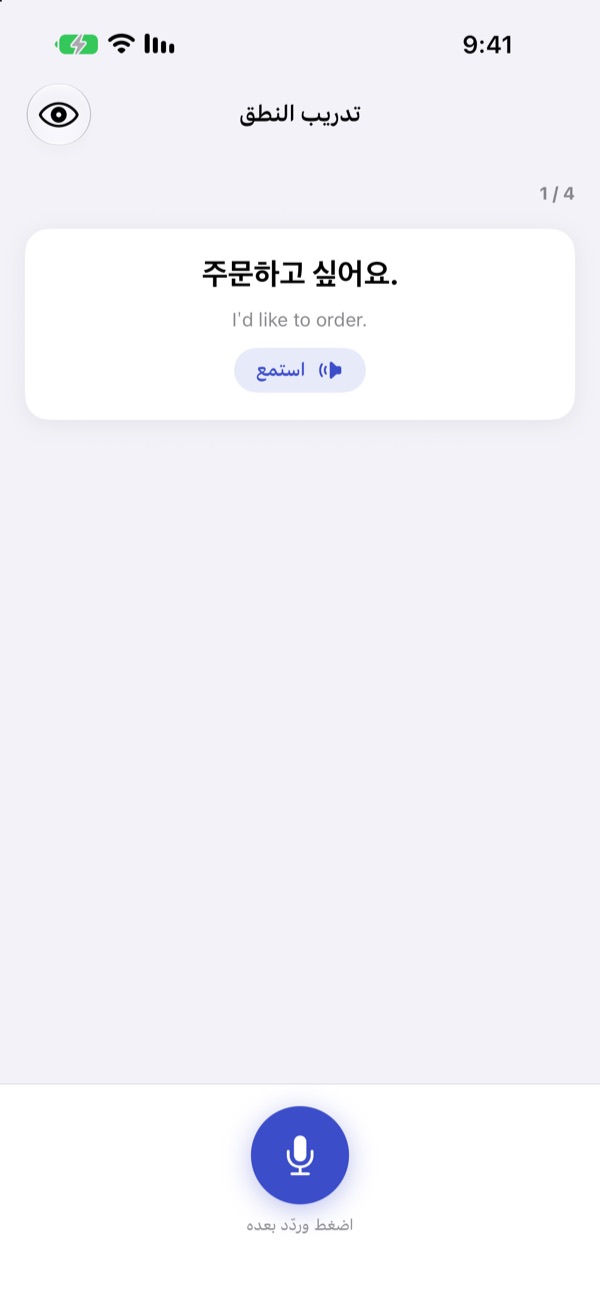 9:41
تدريب النطق
1 / 4
주문하고 싶어요.
I'd like to order.
استمع
اضغط وردّد بعده